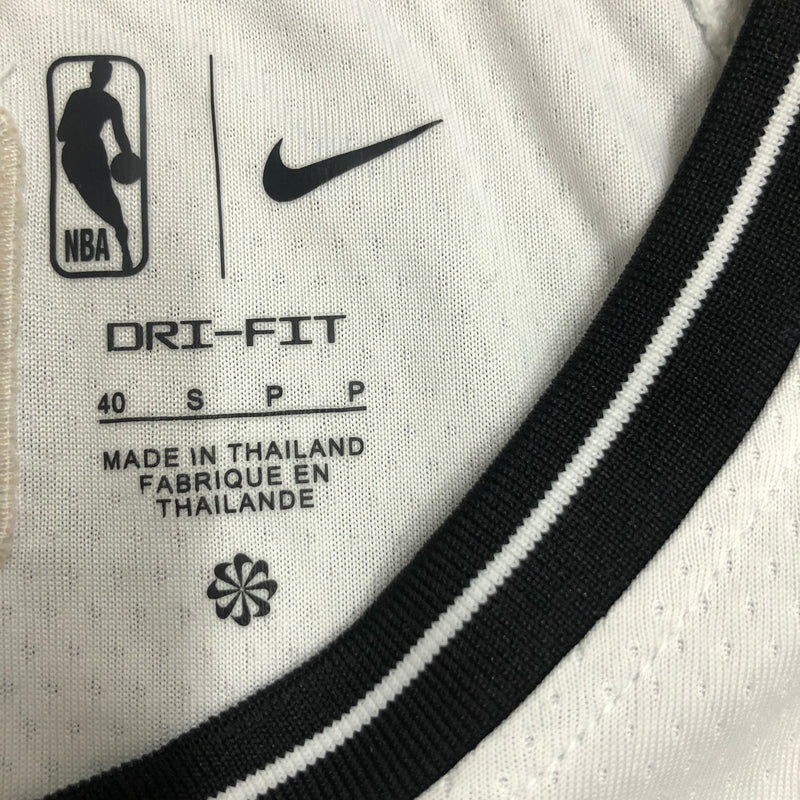 NBA
DRI-FIT
40 S P P
MADE IN THAILAND
FABRIQUE EN
THAILANDE